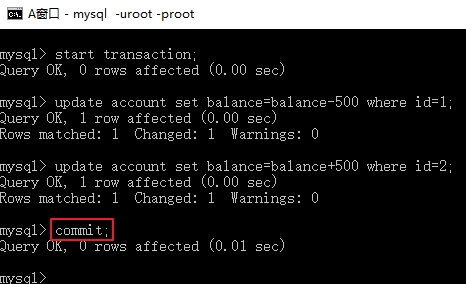 A窗口 - mysql -uroot -proot
mysql> start transaction;
Query OK, 0 rows affected (0.00 sec)
mysql> update account set balance=balance-500 where id=1;
Query OK, 1 row affected (0.00 sec)
Rows matched: 1  Changed: 1  Warnings: 0
mysql> update account set balance=balance+500 where id=2;
Query OK, 1 row affected (0.00 sec)
Rows matched: 1  Changed: 1  Warnings: 0
mysql> commit;
Query OK, 0 rows affected (0.01 sec)
mysql>